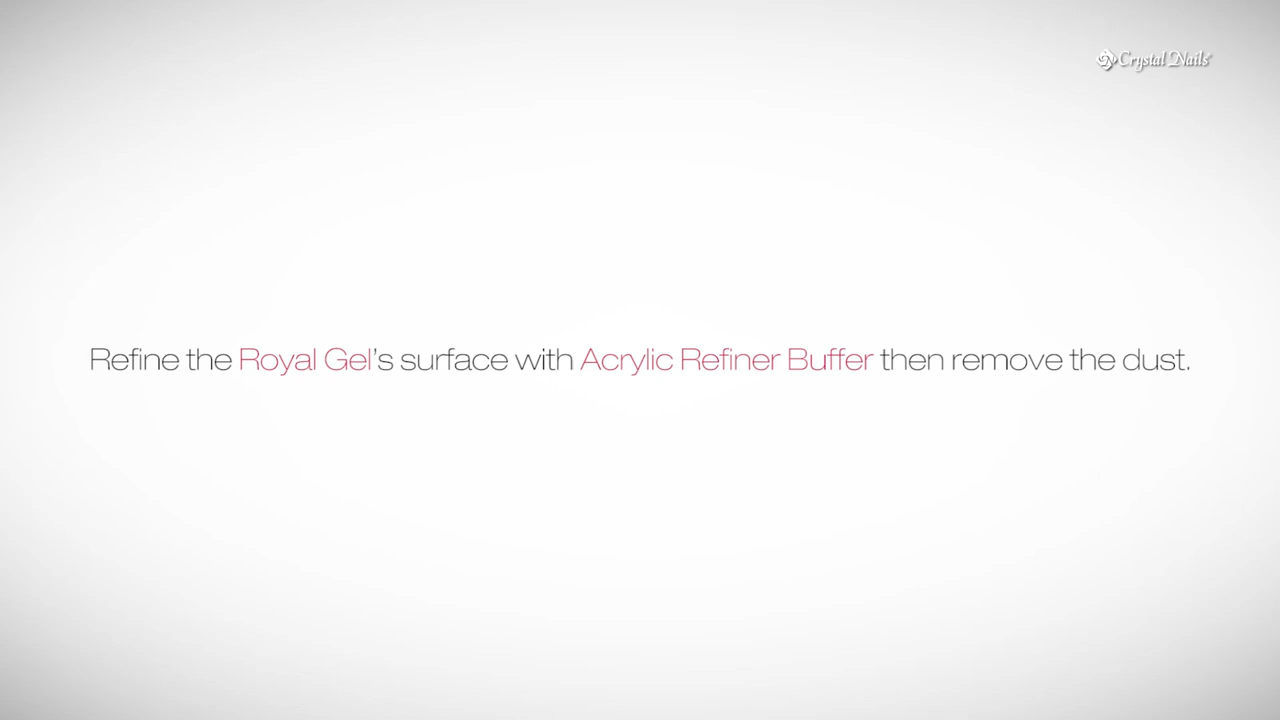 Crystal Nails®
Refine the Royal Gel’s surface with Acrylic Refiner Buffer then remove the dust.